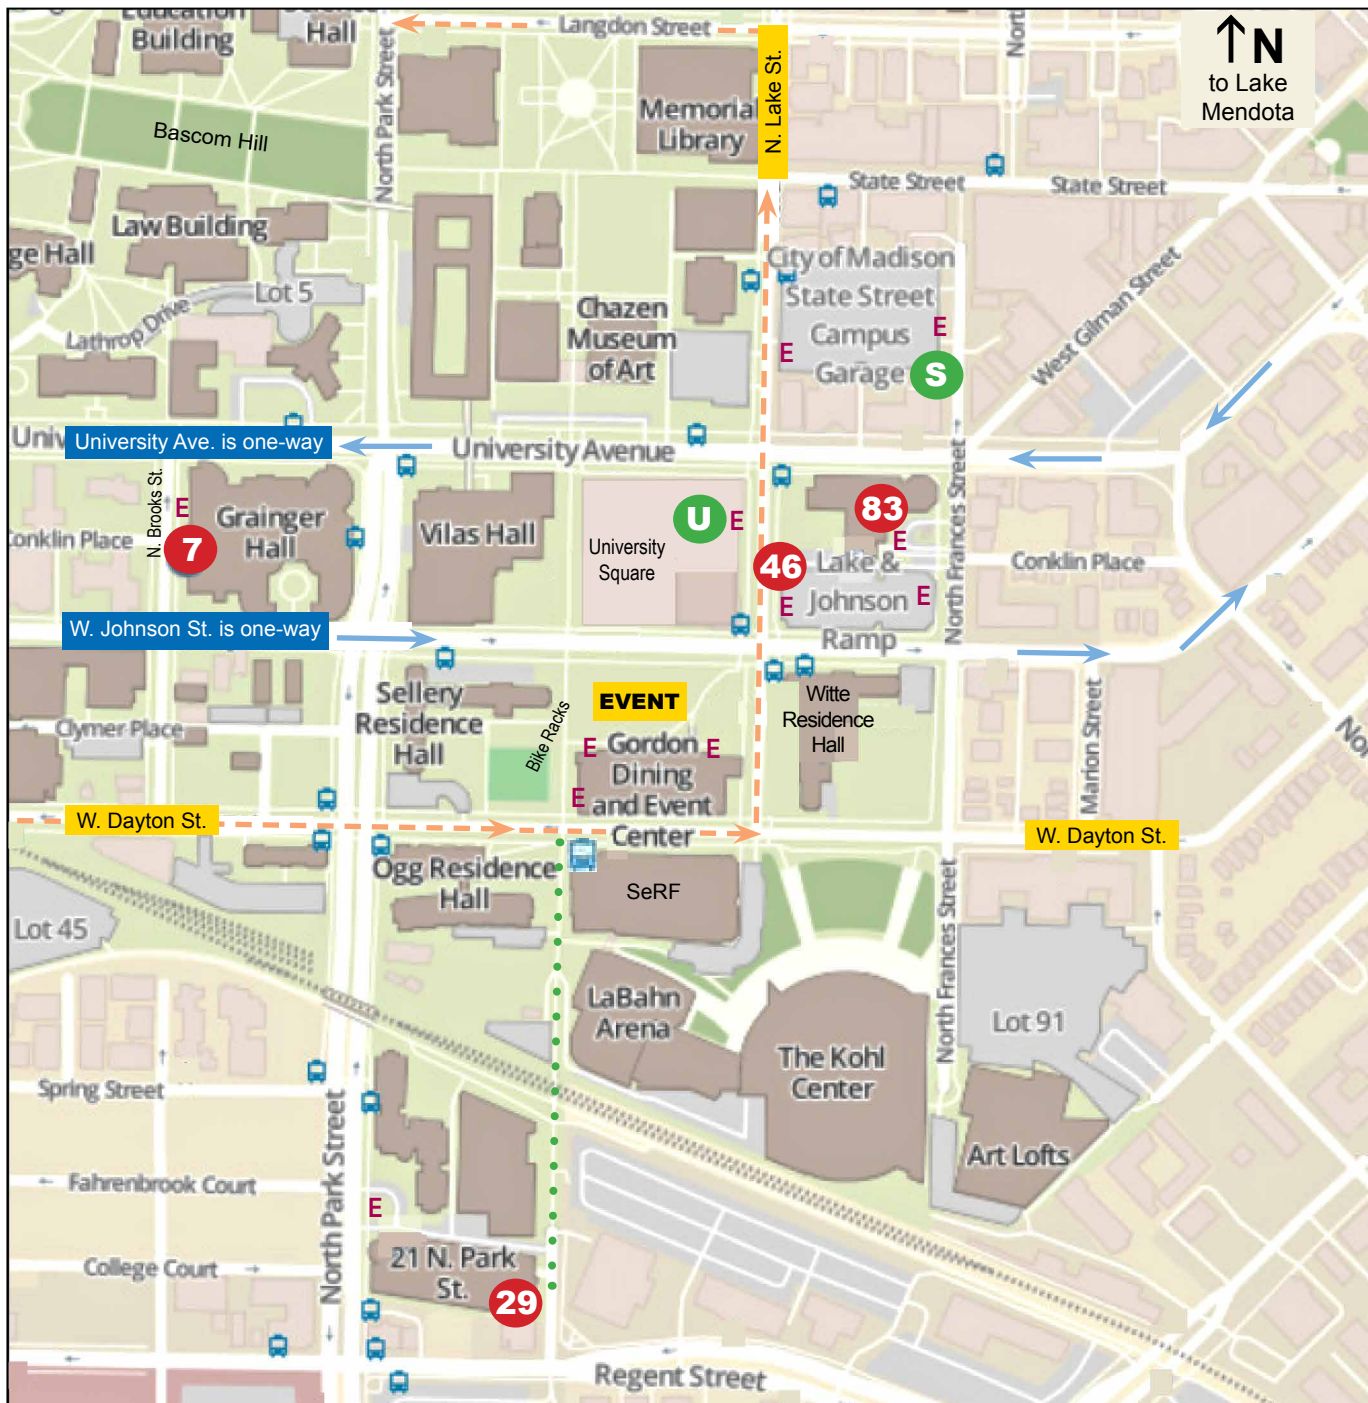 Education
Building
Science
Hall
Langdon Street
North
North
↑N
to Lake
Mendota
North Park Street
Bascom Hill
Memorial
Library
N. Lake St.
State Street
State Street
Law Building
ge Hall
Lot 5
Lathrop Drive
City of Madison
State Street
Campus
Garage
E
E
S
West Gilman Street
Chazen
Museum
of Art
Univ
University Ave. is one-way
University Avenue
North Frances Street
N. Brooks St.
E
Grainger
Hall
7
Conklin Place
Vilas Hall
U
E
University
Square
83
E
46
Lake &
Johnson
Ramp
E
E
Conklin Place
W. Johnson St. is one-way
Sellery
Residence
Hall
Clymer Place
Bike Racks
EVENT
E
Gordon
E
Dining
and Event
Center
E
Witte
Residence
Hall
Marion Street
Nor
W. Dayton St.
W. Dayton St.
Ogg Residence
Hall
SeRF
North Frances Street
Lot 45
LaBahn
Arena
The Kohl
Center
Lot 91
Art Lofts
Spring Street
North Park Street
Fahrenbrook Court
E
College Court
21 N. Park
St.
29
Regent Street